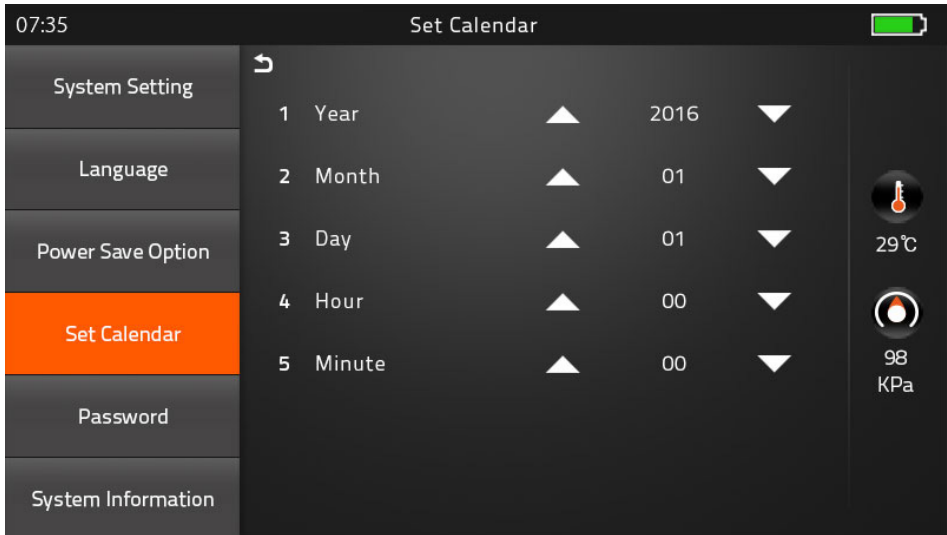 07:35 Set Calendar
System Setting
Language
Power Save Option
Set Calendar
Password
System Information
1 Year 2016
2 Month 01
3 Day 01
4 Hour 00
5 Minute 00
29℃
98
KPa